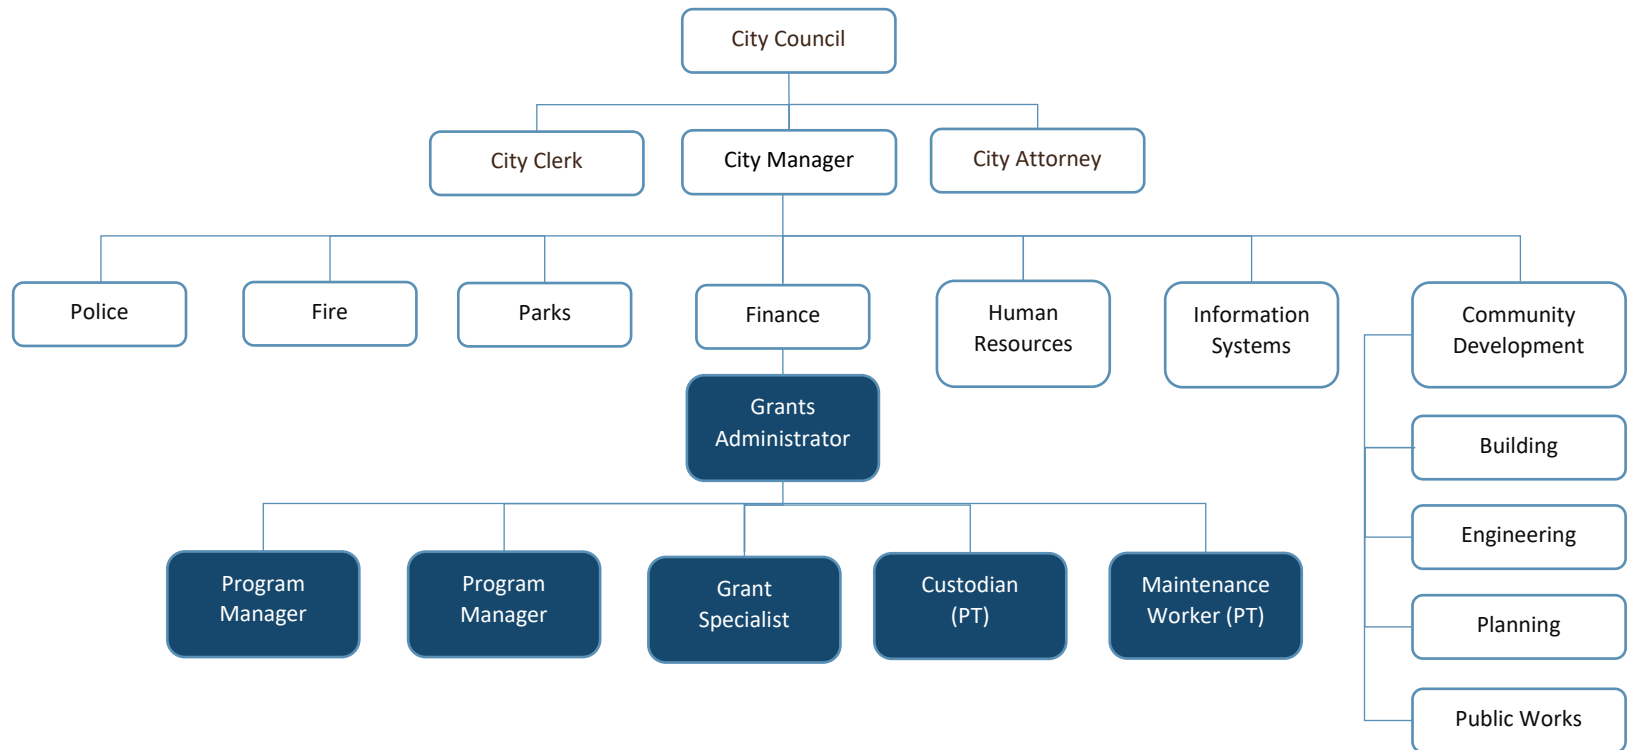 City Council
City Clerk
City Manager
City Attorney
Police
Fire
Parks
Finance
Human
Resources
Information
Systems
Community
Development
Grants
Administrator
Building
Engineering
Program
Manager
Program
Manager
Grant
Specialist
Custodian
(PT)
Maintenance
Worker (PT)
Planning
Public Works